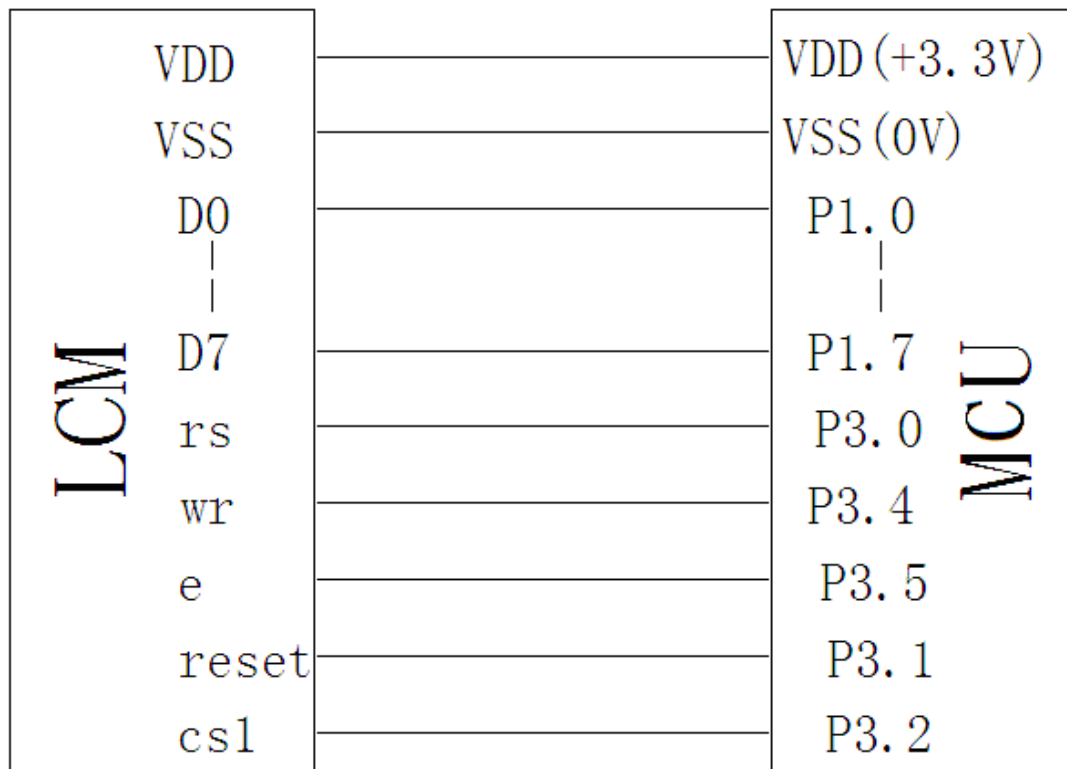 VDD VDD(+3.3V)
VSS VSS(0V)
D0 P1.0
D7 P1.7
rs P3.0
wr P3.4
e P3.5
reset P3.1
cs1 P3.2
LCM
MCU